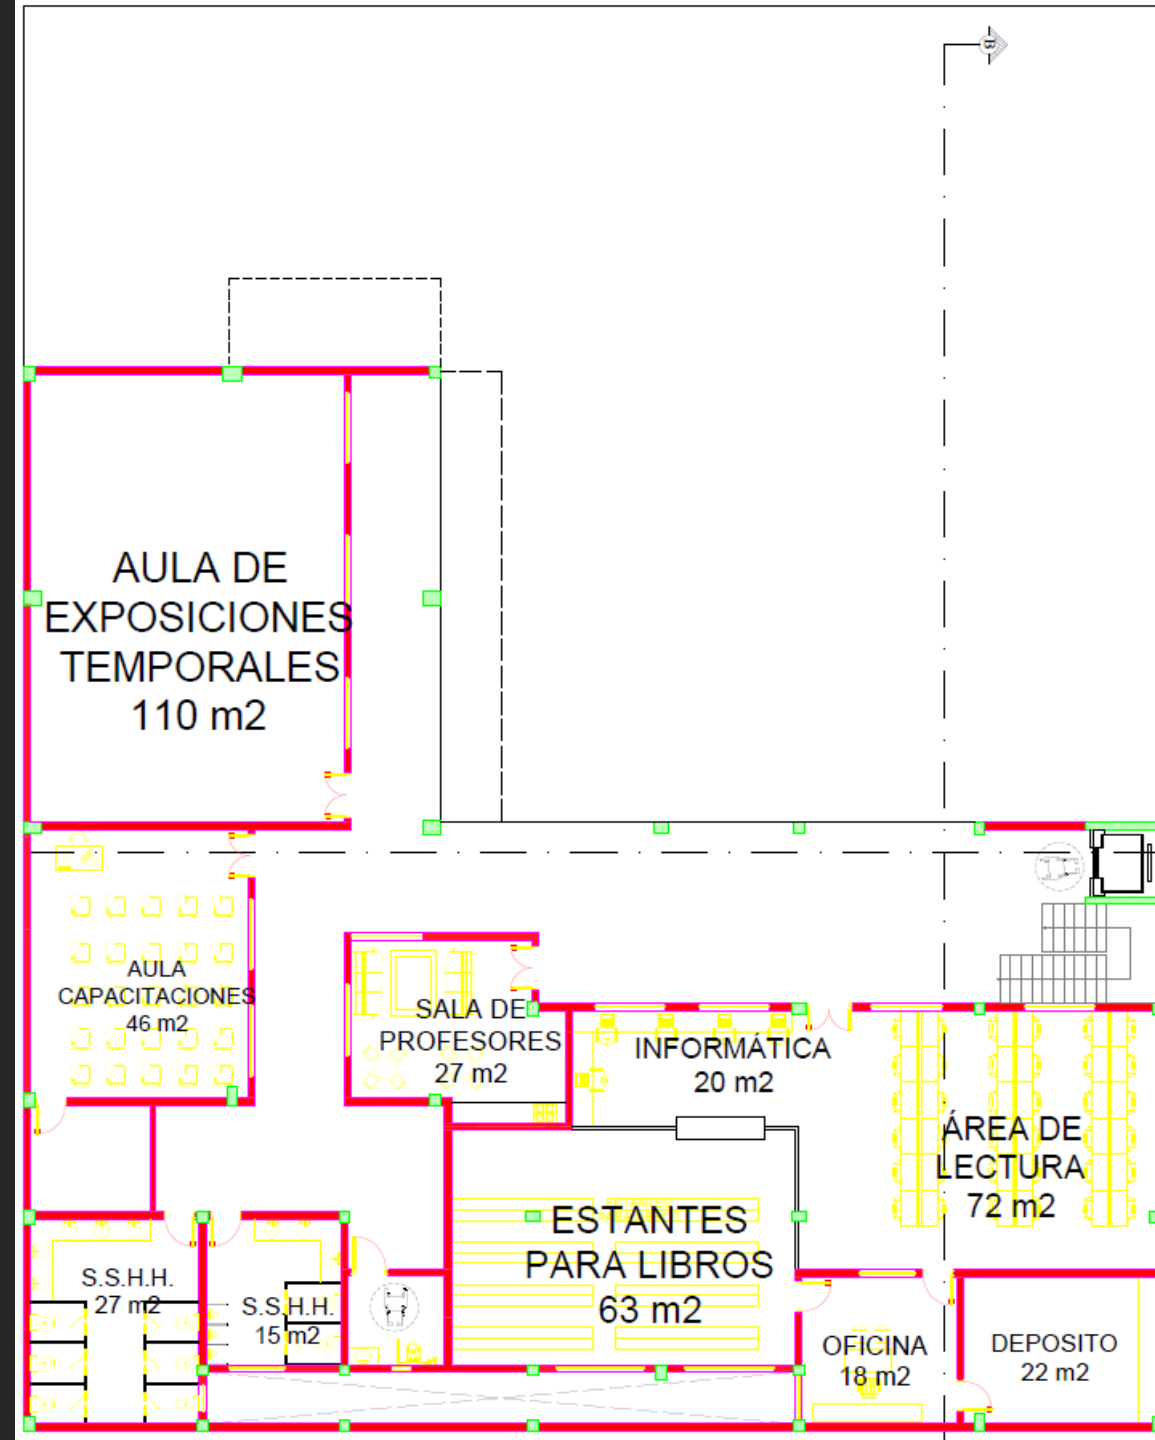 B
AULA DE
EXPOSICIONES
TEMPORALES
110 m2
AULA
CAPACITACIONES
46 m2
SALA DE
PROFESORES
27 m2
INFORMÁTICA
20 m2
ÁREA DE
LECTURA
72 m2
ESTANTES
PARA LIBROS
63 m2
S.S.H.H.
27 m2
S.S.H.H.
15 m2
OFICINA
18 m2
DEPOSITO
22 m2